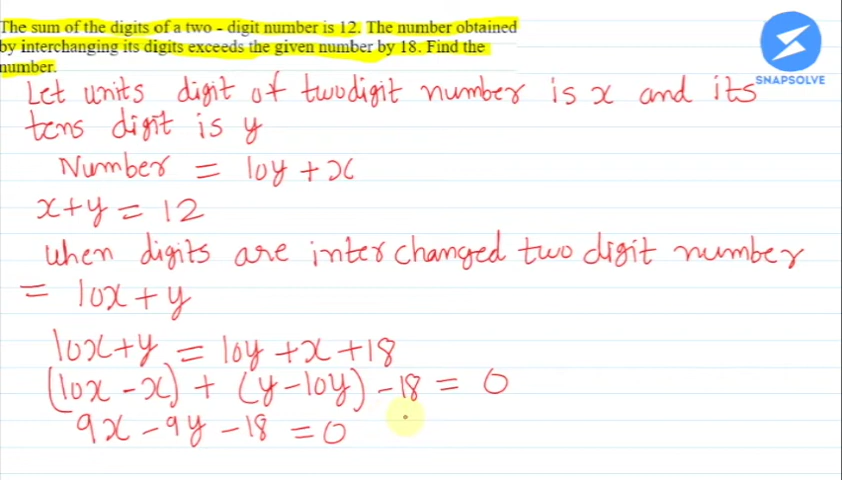 The sum of the digits of a two - digit number is 12. The number obtained
by interchanging its digits exceeds the given number by 18. Find the
number.
SNAPSOLVE
Let units digit of twodigit number is x and its
tens digit is y
Number = 10y + x
x+y = 12
when digits are interchanged two digit number
= 10x + y
10x+y = 10y + x + 18
(10x - x) + (y - 10y) - 18 = 0
9x - 9y - 18 = 0